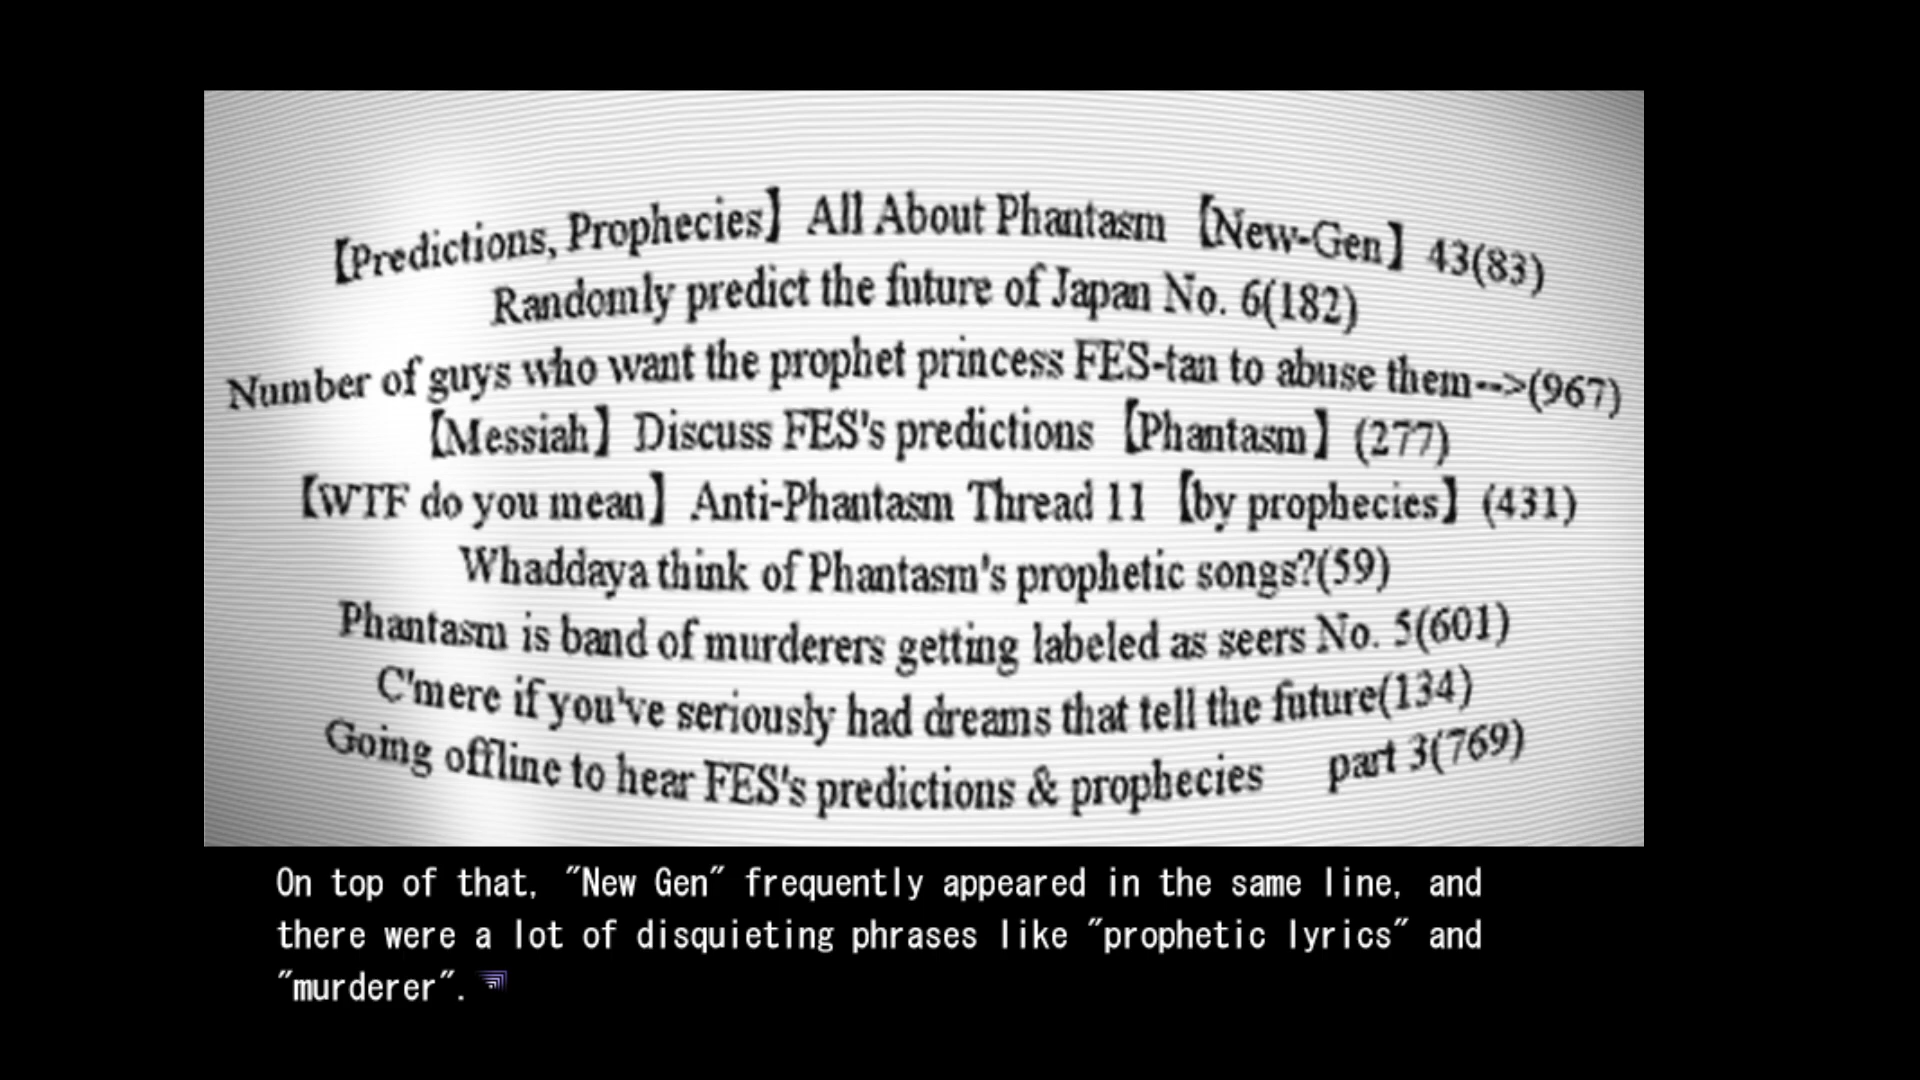 【Predictions, Prophecies】 All About Phantasm 【New-Gen】 43(83)
Randomly predict the future of Japan No. 6(182)
Number of guys who want the prophet princess FES-tan to abuse them-->(967)
【Messiah】 Discuss FES's predictions 【Phantasm】 (277)
【WTF do you mean】 Anti-Phantasm Thread 11 【by prophecies】 (431)
Whaddaya think of Phantasm's prophetic songs?(59)
Phantasm is band of murderers getting labeled as seers No. 5(601)
C'mere if you've seriously had dreams that tell the future(134)
Going offline to hear FES's predictions & prophecies part 3(769)
On top of that, "New Gen" frequently appeared in the same line, and
there were a lot of disquieting phrases like "prophetic lyrics" and
"murderer".